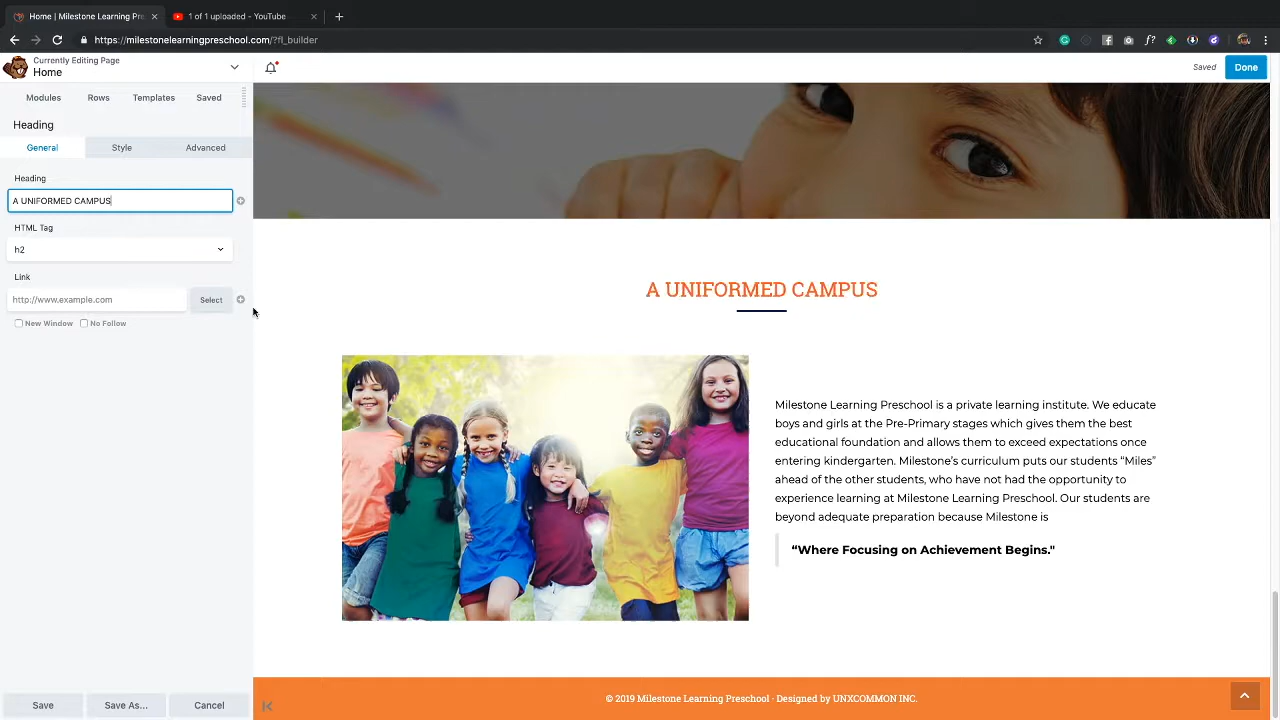 Home | Milestone Learning Pre
1 of 1 uploaded - YouTube
https://milestonelearningpreschool.com/?fl_builder
Currently Editing Page
Home
Saved
Done
Modules
Rows
Templates
Saved
Heading
General
Style
Advanced
Heading
A UNIFORMED CAMPUS
HTML Tag
h2
Link
http://www.example.com
Select
New Window
No Follow
A UNIFORMED CAMPUS
Milestone Learning Preschool is a private learning institute. We educate
boys and girls at the Pre-Primary stages which gives them the best
educational foundation and allows them to exceed expectations once
entering kindergarten. Milestone’s curriculum puts our students “Miles”
ahead of the other students, who have not had the opportunity to
experience learning at Milestone Learning Preschool. Our students are
beyond adequate preparation because Milestone is
“Where Focusing on Achievement Begins."
Save
Save As...
Cancel
© 2019 Milestone Learning Preschool · Designed by UNXCOMMON INC.